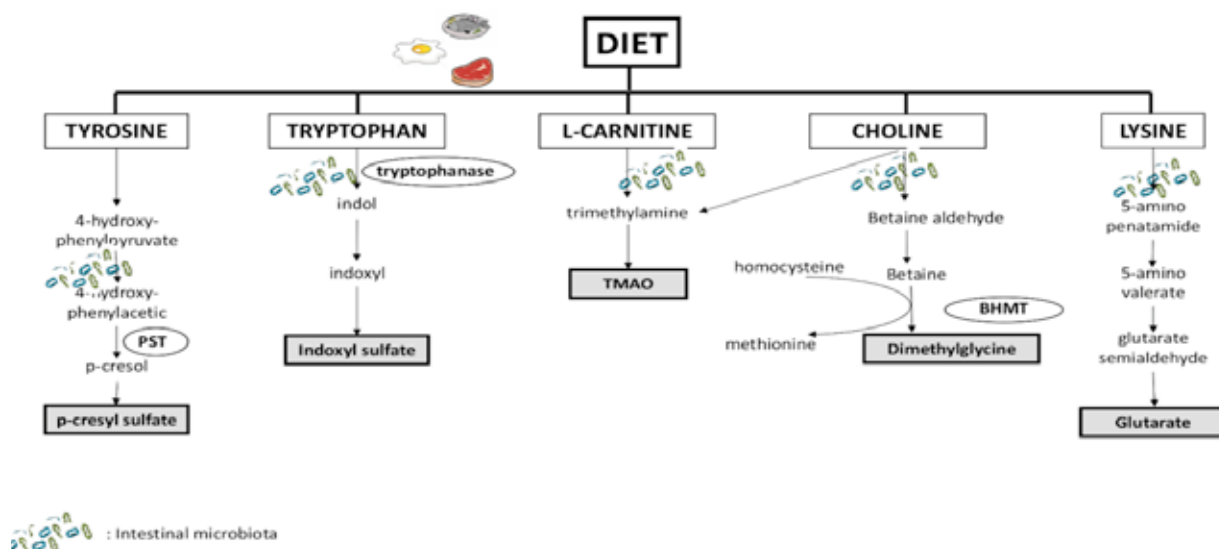 DIET
TYROSINE
TRYPTOPHAN
L-CARNITINE
CHOLINE
LYSINE
tryptophanase
indol
4-hydroxy-
phenylpyruvate
4-hydroxy-
phenylacetic
PST
p-cresol
p-cresyl sulfate
indoxyl
Indoxyl sulfate
trimethylamine
TMAO
Betaine aldehyde
homocysteine
Betaine
BHMT
methionine
Dimethylglycine
5-amino
penatamide
5-amino
valerate
glutarate
semialdehyde
Glutarate
: Intestinal microbiota